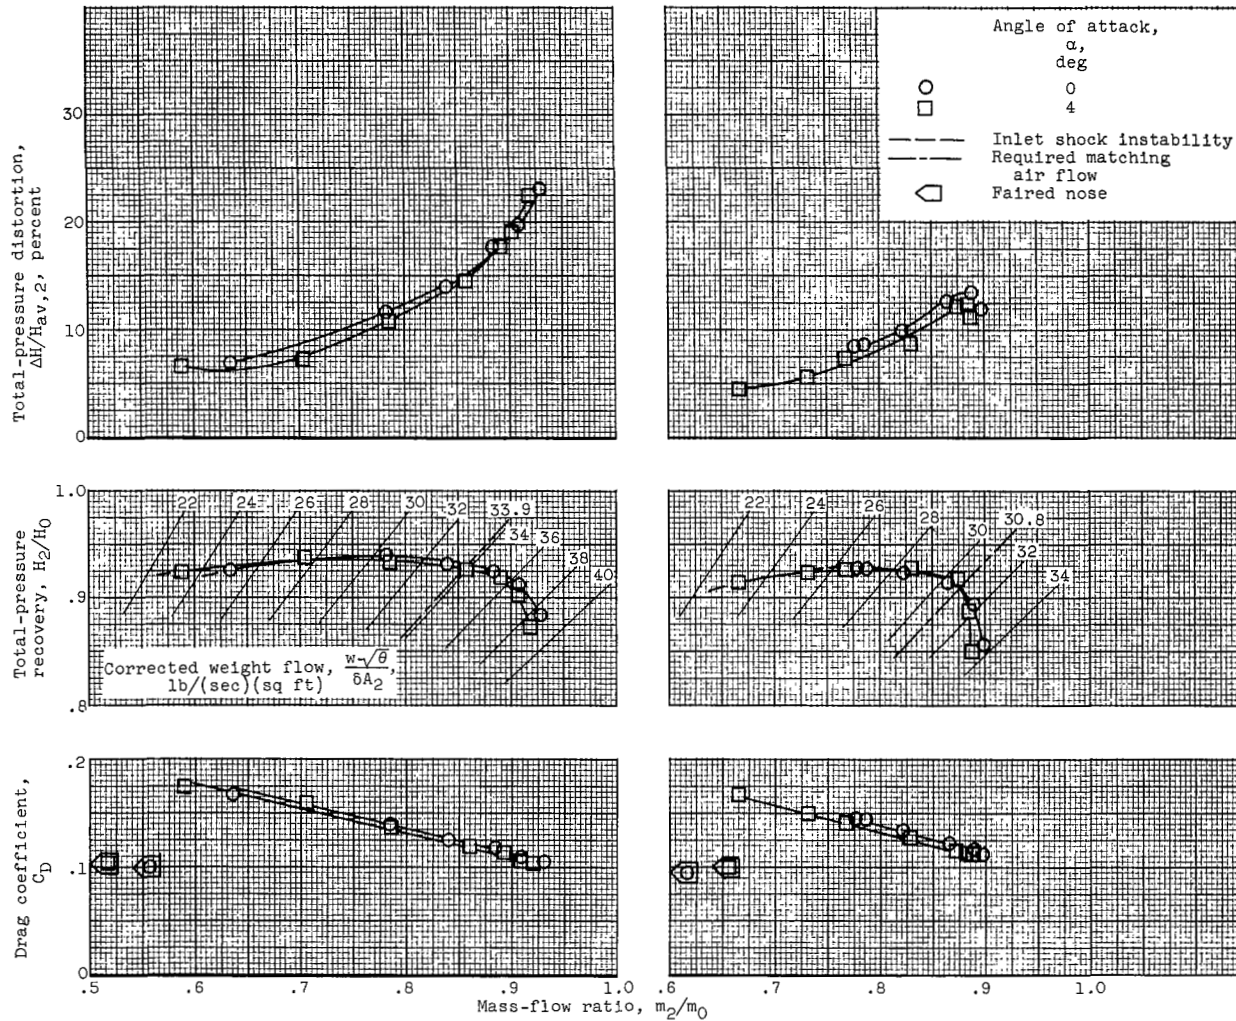 Angle of attack,
α,
deg
0
4
Inlet shock instability
Required matching
air flow
Faired nose
Total-pressure distortion,
ΔH/Hav,2, percent
30
20
10
0
Total-pressure
recovery, H2/H0
1.0
.9
.8
22
24
26
28
30
32
33.9
34
36
38
40
Corrected weight flow, w√θ/δA2,
lb/(sec)(sq ft)
22
24
26
28
30
30.8
32
34
Drag coefficient,
CD
.2
.1
0
.5 .6 .7 .8 .9 1.0
.6 .7 .8 .9 1.0
Mass-flow ratio, m2/m0